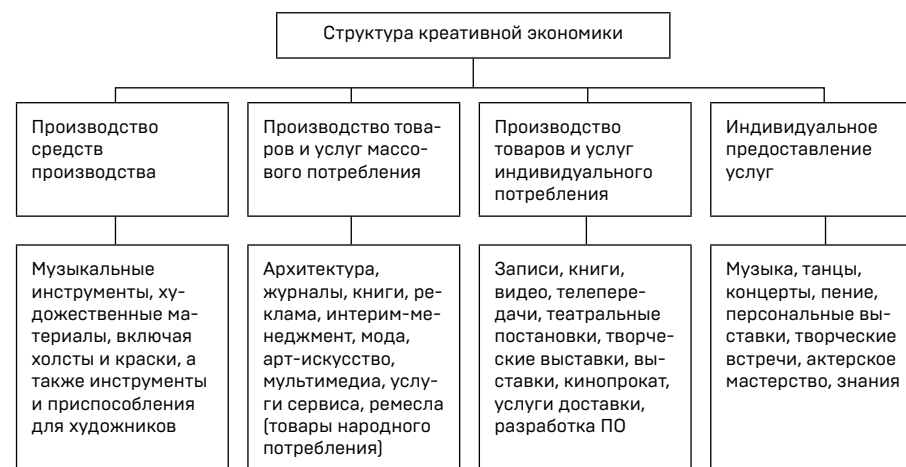 Структура креативной экономики
Производство
средств
производства
Производство това-
ров и услуг массо-
вого потребления
Производство
товаров и услуг
индивидуального
потребления
Индивидуальное
предоставление
услуг
Музыкальные
инструменты, ху-
дожественные ма-
териалы, включая
холсты и краски, а
также инструменты
и приспособления
для художников
Архитектура,
журналы, книги, ре-
клама, интерим-ме-
неджмент, мода,
арт-искусство,
мультимедиа, услу-
ги сервиса, ремесла
(товары народного
потребления)
Записи, книги,
видео, телепере-
дачи, театральные
постановки, творче-
ские выставки, вы-
ставки, кинопрокат,
услуги доставки,
разработка ПО
Музыка, танцы,
концерты, пение,
персональные вы-
ставки, творческие
встречи, актерское
мастерство, знания